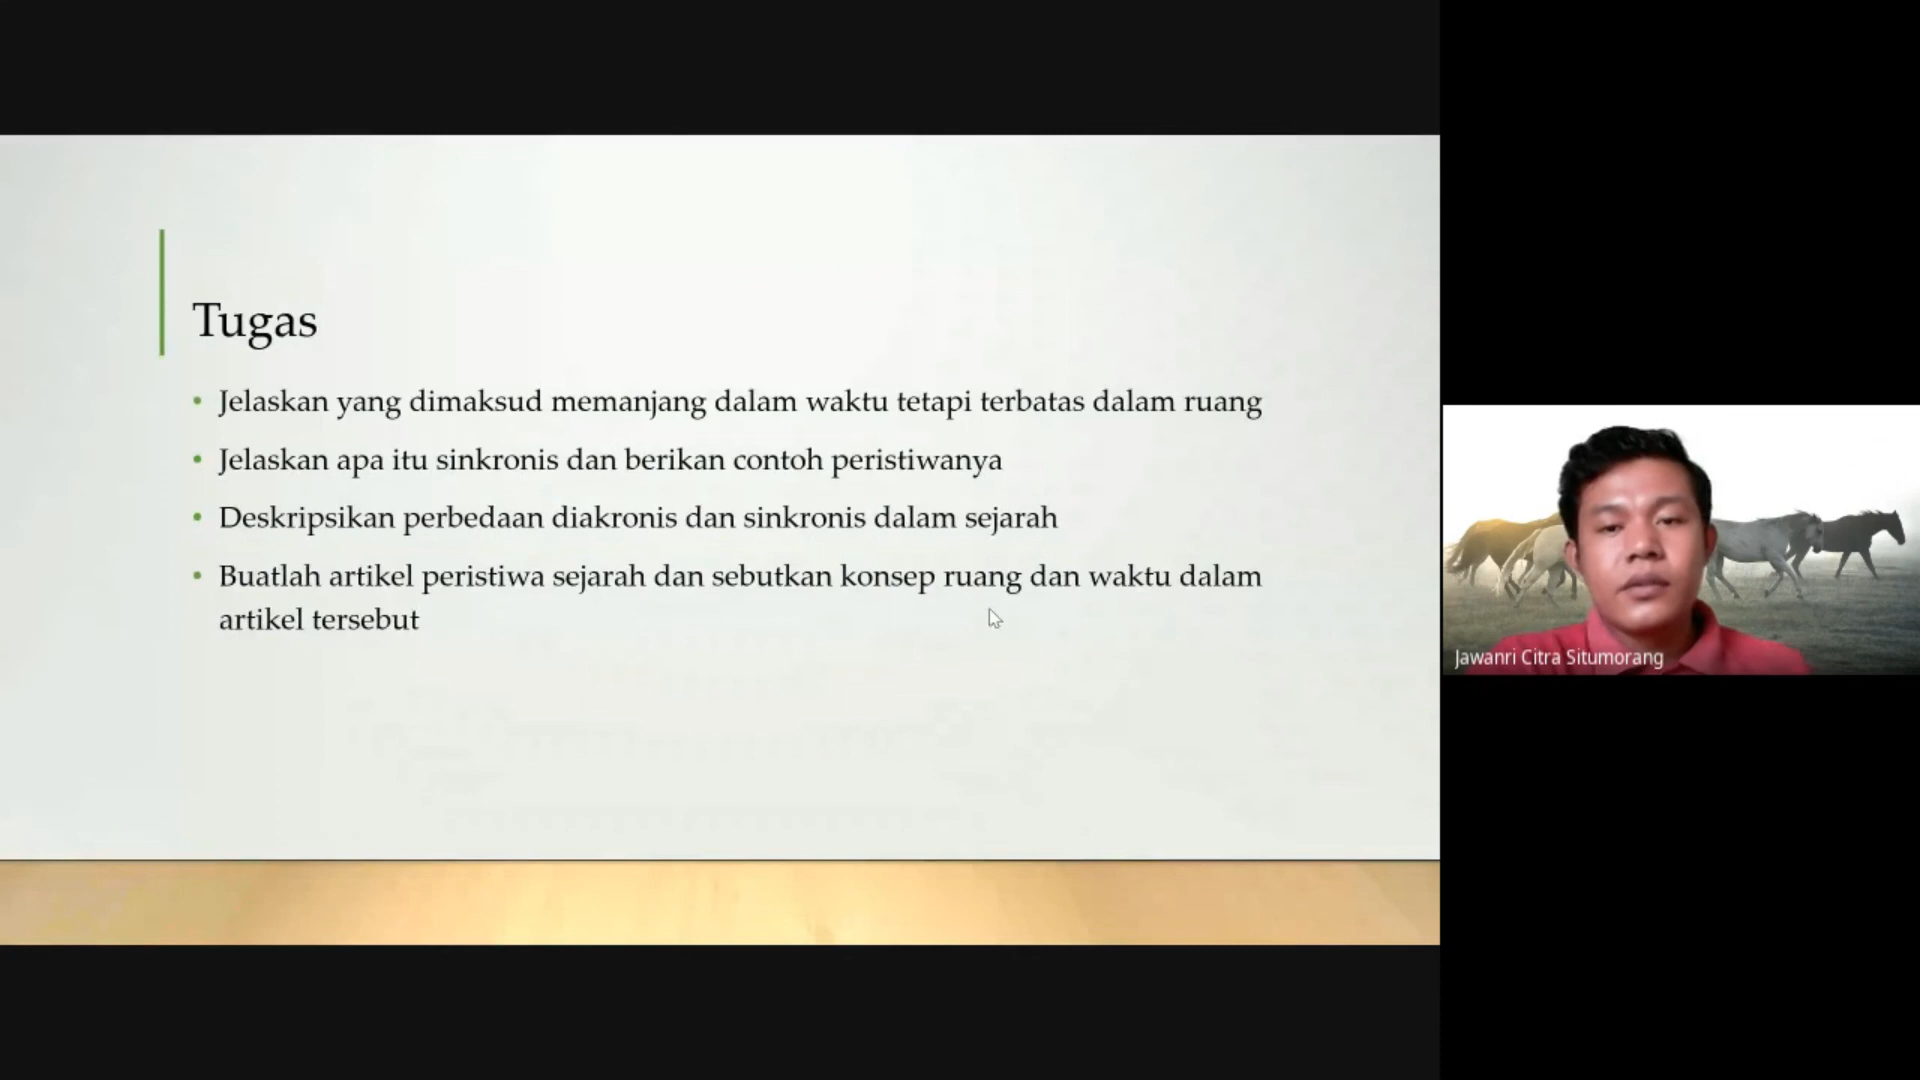 Tugas
• Jelaskan yang dimaksud memanjang dalam waktu tetapi terbatas dalam ruang
• Jelaskan apa itu sinkronis dan berikan contoh peristiwanya
• Deskripsikan perbedaan diakronis dan sinkronis dalam sejarah
• Buatlah artikel peristiwa sejarah dan sebutkan konsep ruang dan waktu dalam
artikel tersebut
Jawanri Citra Situmorang